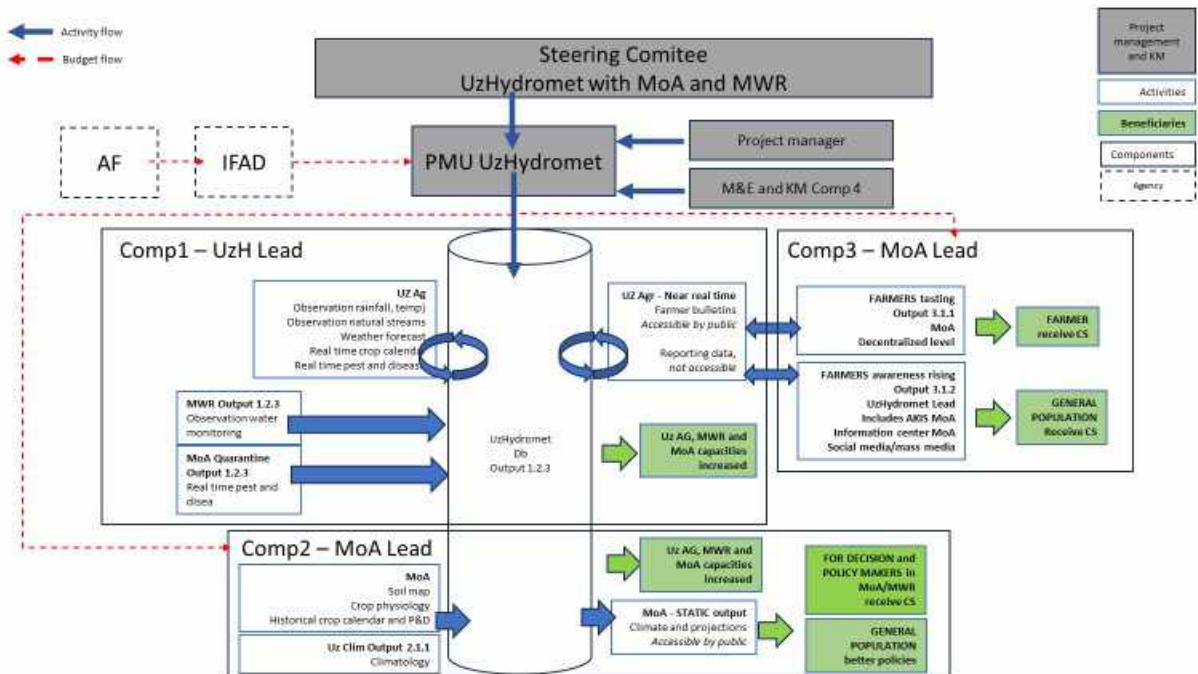 Activity flow
Budget flow
Steering Comitee
UzHydromet with MoA and MWR
Project
management
and KM
Activities
Beneficiaries
Components
Agency
AF
IFAD
PMU UzHydromet
Project manager
M&E and KM Comp 4
Comp1 – UzH Lead
UZ Ag
Observation rainfall, tempj
Observation natural streams
Weather forecast
Real time crop calenda
Real time pest and diseas
MWR Output 1.2.3
Observation water
monitoring
MoA Quarantine
Output 1.2.3
Real time pest and
disea
UzHydromet
Db
Output 1.2.3
UZ Agr - Near real time
Farmer bulletins
Accessible by public
Reporting data,
not accessible
Uz AG, MWR and
MoA capacities
increased
Comp3 – MoA Lead
FARMERS tasting
Output 3.1.1
MoA
Decentralized level
FARMER
receive CS
FARMERS awareness rising
Output 3.1.2
UzHydromet Lead
Includes AKIS MoA
Information center MoA
Social media/mass media
GENERAL
POPULATION
Receive CS
Comp2 – MoA Lead
MoA
Soil map
Crop physiology
Historical crop calendar and P&D
Uz Clim Output 2.1.1
Climatology
Uz AG, MWR and
MoA capacities
Increased
MoA - STATIC output
Climate and projections
Accessible by public
FOR DECISION and
POLICY MAKERS in
MoA/MWR
receive CS
GENERAL
POPULATION
better policies